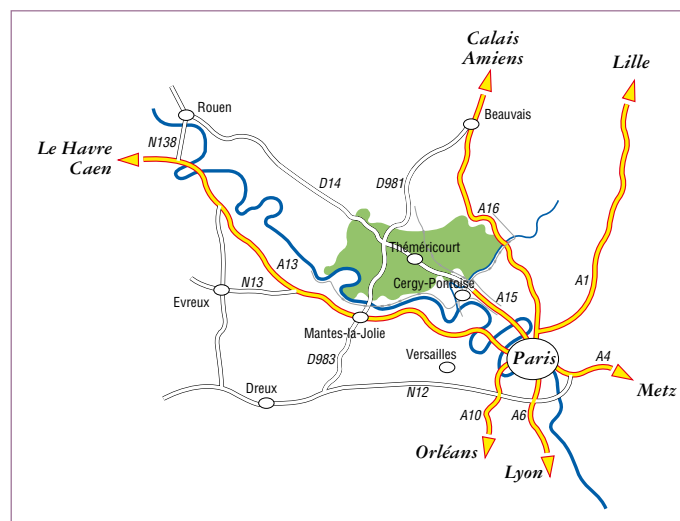 Calais
Amiens
Lille
Rouen
Beauvais
N138
Le Havre
Caen
D14
D981
A16
Théméricourt
A13
Cergy-Pontoise
A1
N13
A15
Evreux
Mantes-la-Jolie
Versailles
Paris
A4
D983
Dreux
N12
Metz
A10
A6
Orléans
Lyon